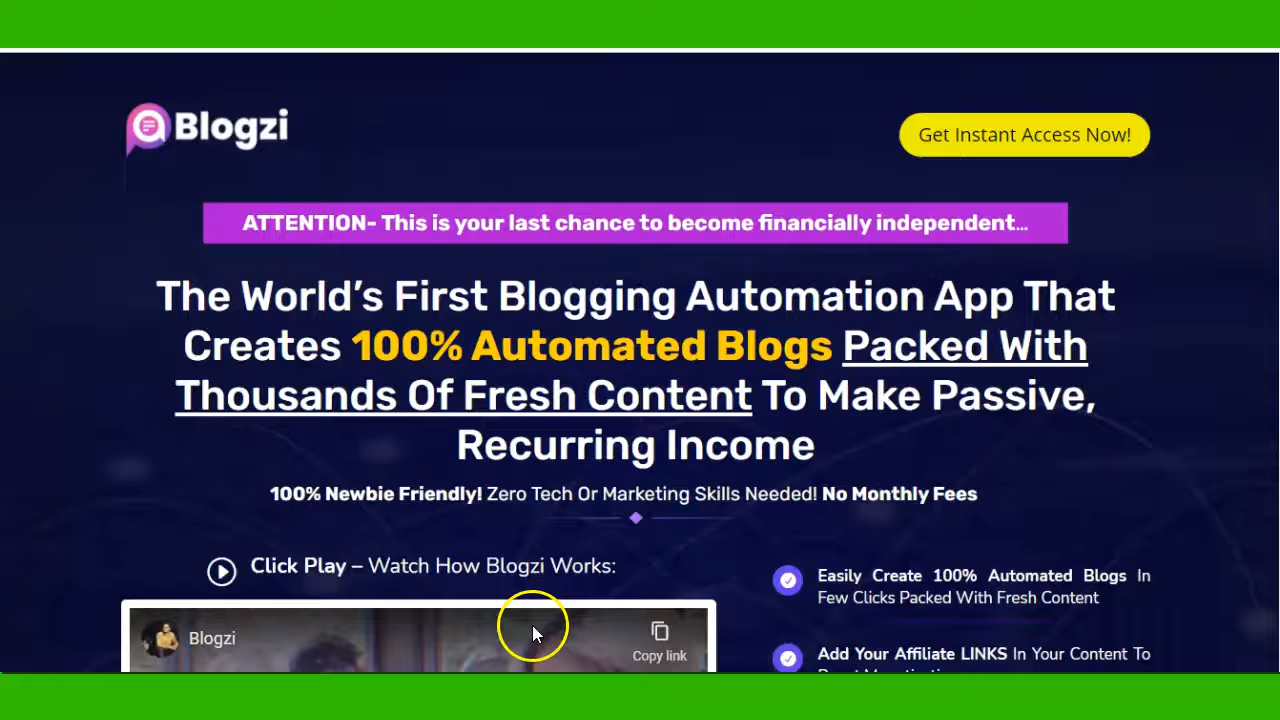 Blogzi
Get Instant Access Now!
ATTENTION- This is your last chance to become financially independent...
The World’s First Blogging Automation App That
Creates 100% Automated Blogs Packed With
Thousands Of Fresh Content To Make Passive,
Recurring Income
100% Newbie Friendly! Zero Tech Or Marketing Skills Needed! No Monthly Fees
Click Play – Watch How Blogzi Works:
Blogzi
Copy link
Easily Create 100% Automated Blogs In
Few Clicks Packed With Fresh Content
Add Your Affiliate LINKS In Your Content To